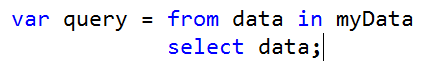 var query = from data in myData
            select data;